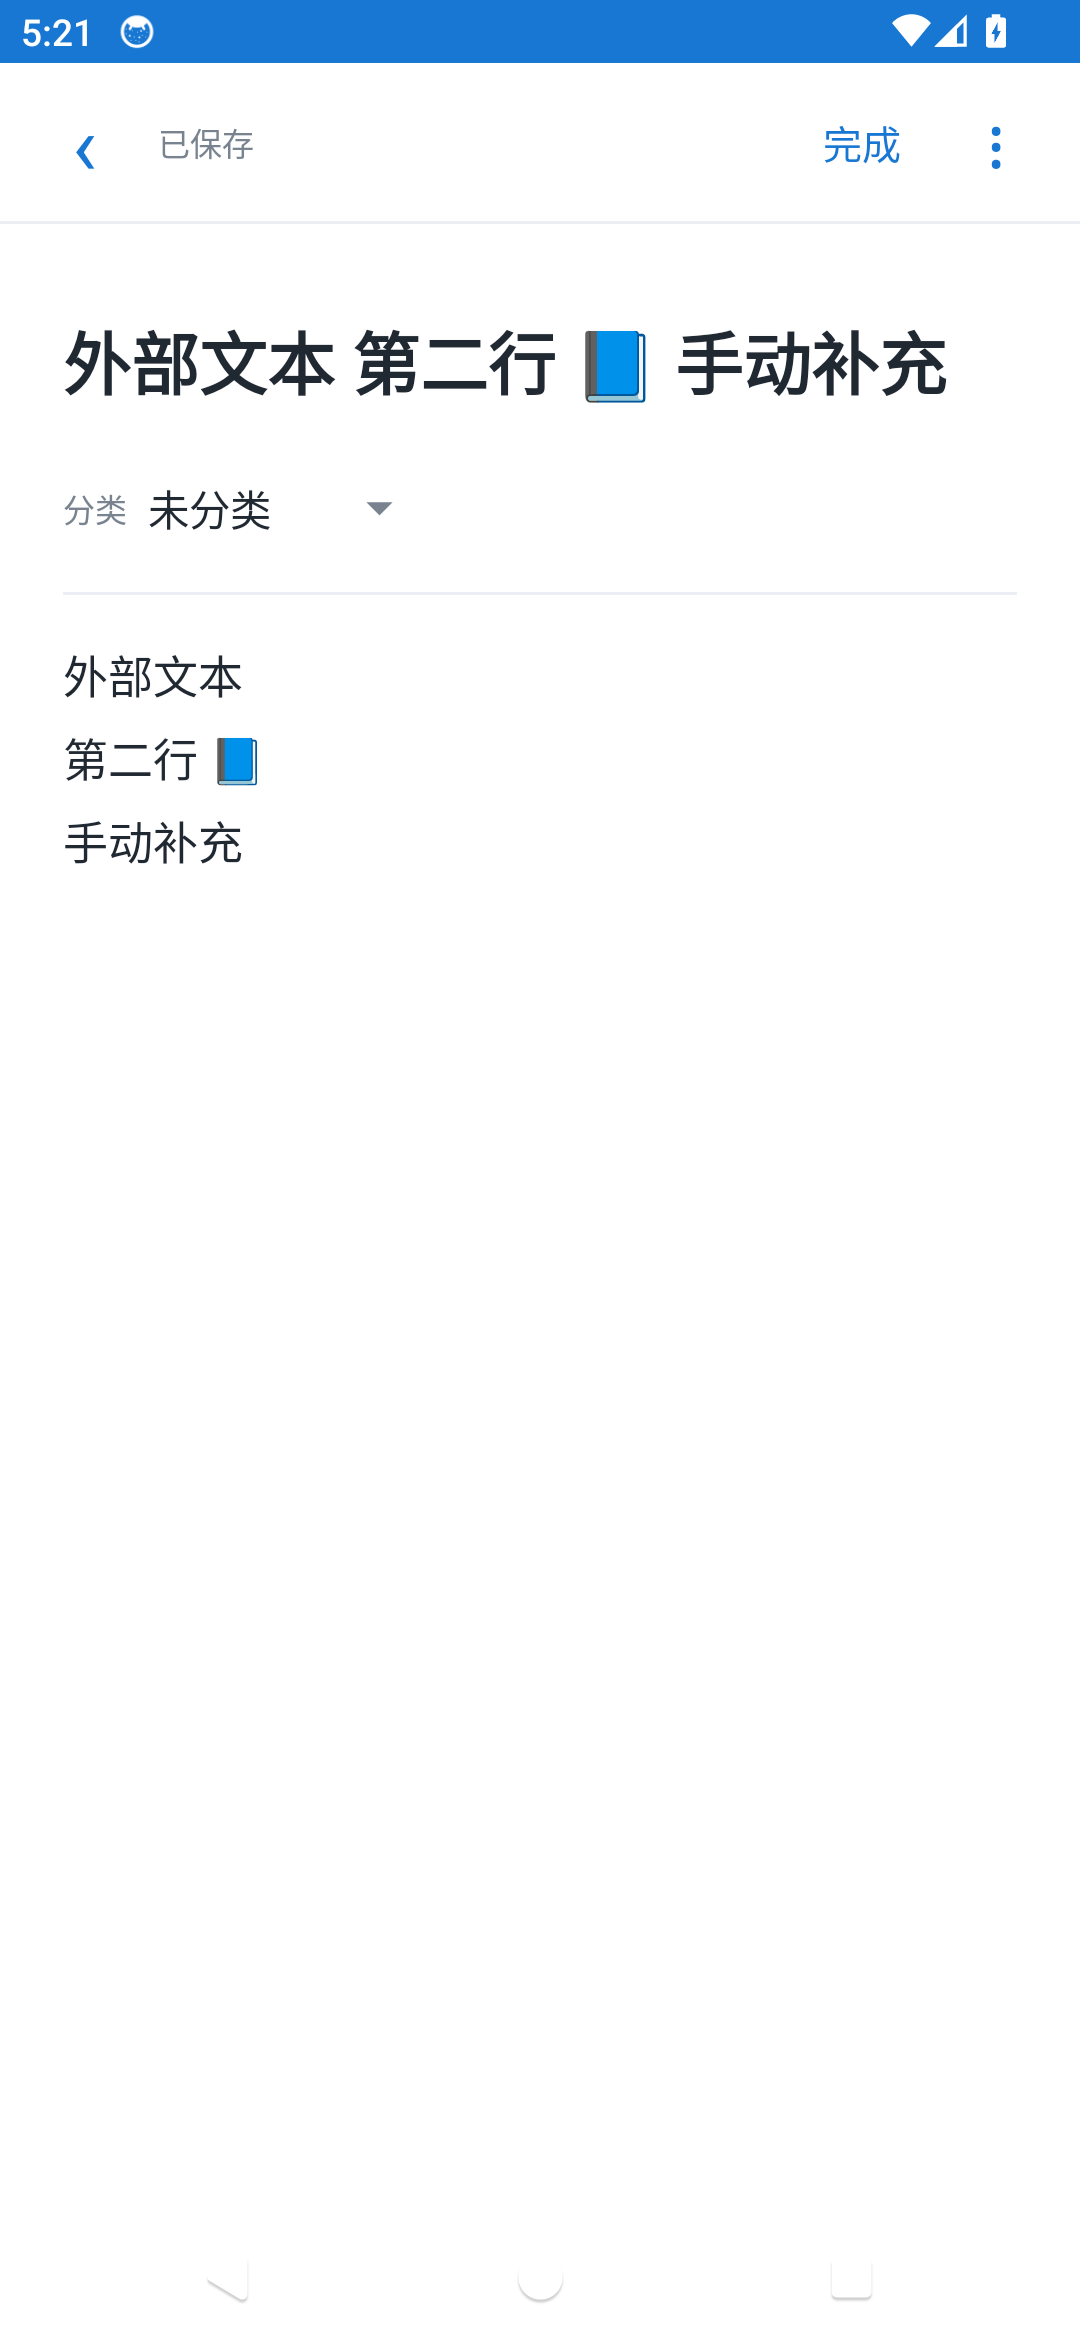 5:21
已保存
完成
外部文本 第二行 📘 手动补充
分类 未分类
外部文本
第二行 📘
手动补充